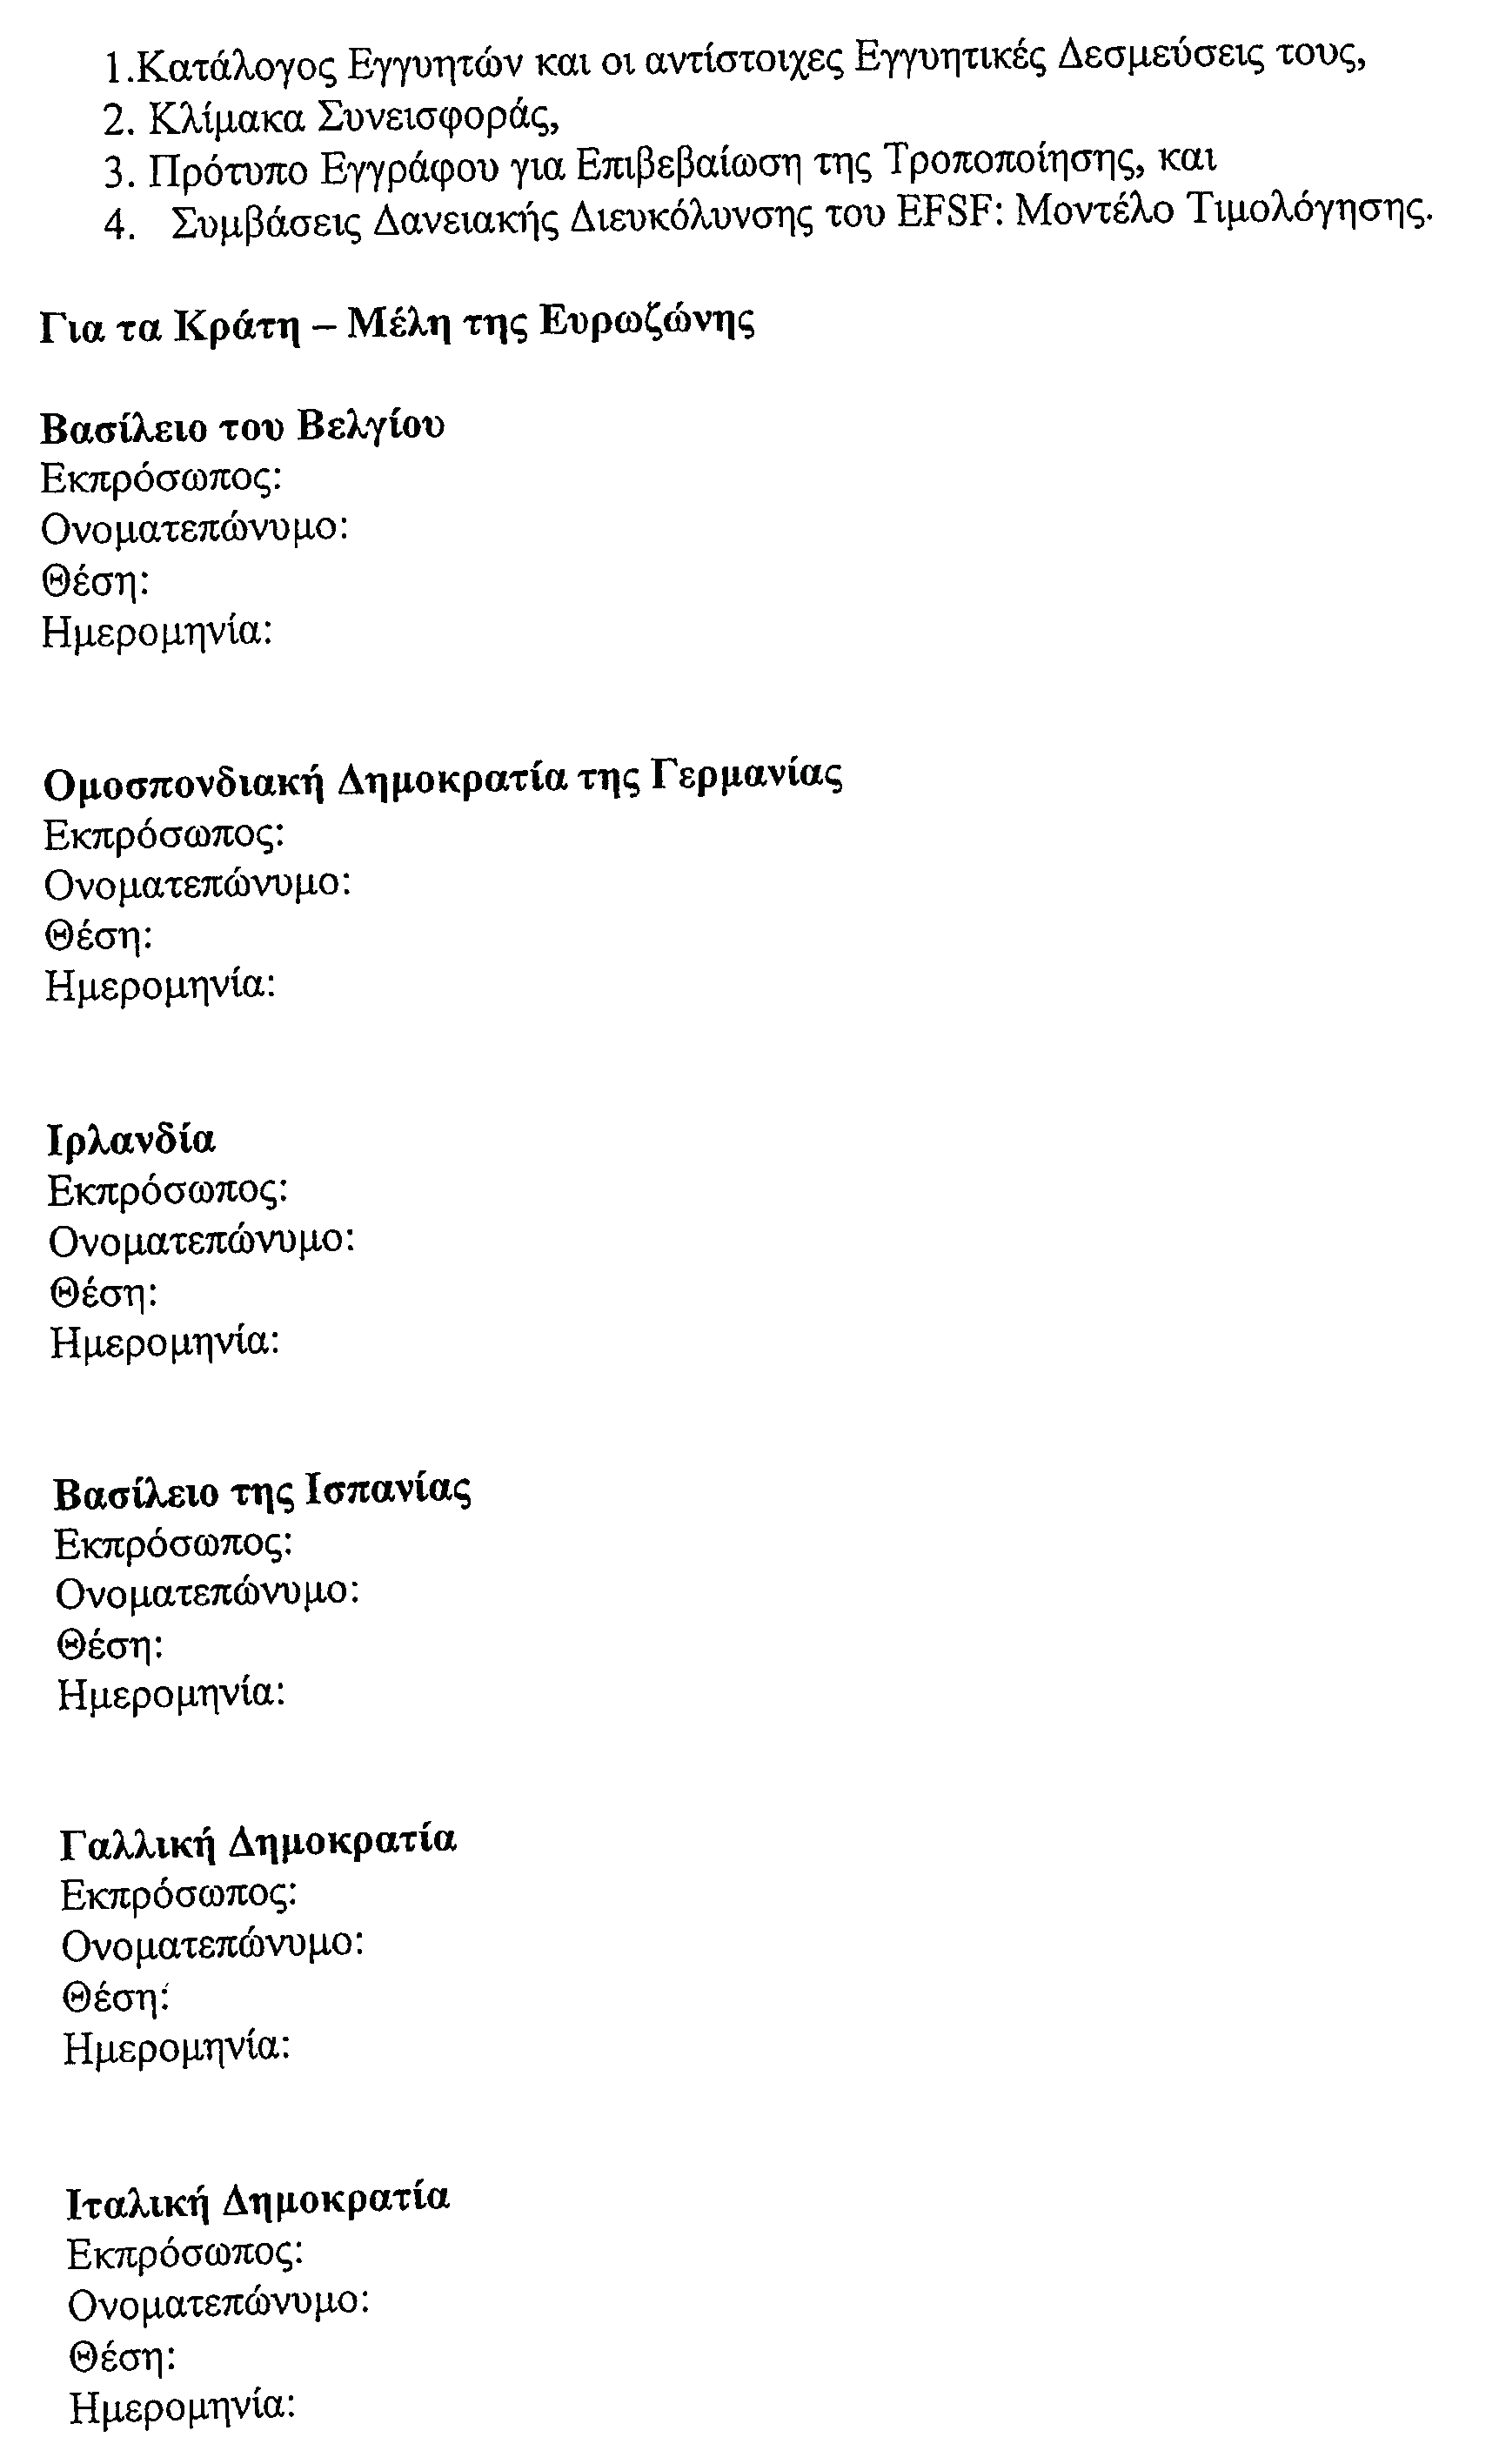 1.Κατάλογος Εγγυητών και οι αντίστοιχες Εγγυητικές Δεσμεύσεις τους,
2. Κλίμακα Συνεισφοράς,
3. Πρότυπο Εγγράφου για Επιβεβαίωση της Τροποποίησης, και
4. Συμβάσεις Δανειακής Διευκόλυνσης του EFSF: Μοντέλο Τιμολόγησης.
Για τα Κράτη – Μέλη της Ευρωζώνης
Βασίλειο του Βελγίου
Εκπρόσωπος:
Ονοματεπώνυμο:
Θέση:
Ημερομηνία:
Ομοσπονδιακή Δημοκρατία της Γερμανίας
Εκπρόσωπος:
Ονοματεπώνυμο:
Θέση:
Ημερομηνία:
Ιρλανδία
Εκπρόσωπος:
Ονοματεπώνυμο:
Θέση:
Ημερομηνία:
Βασίλειο της Ισπανίας
Εκπρόσωπος:
Ονοματεπώνυμο:
Θέση:
Ημερομηνία:
Γαλλική Δημοκρατία
Εκπρόσωπος:
Ονοματεπώνυμο:
Θέση:
Ημερομηνία:
Ιταλική Δημοκρατία
Εκπρόσωπος:
Ονοματεπώνυμο:
Θέση:
Ημερομηνία: